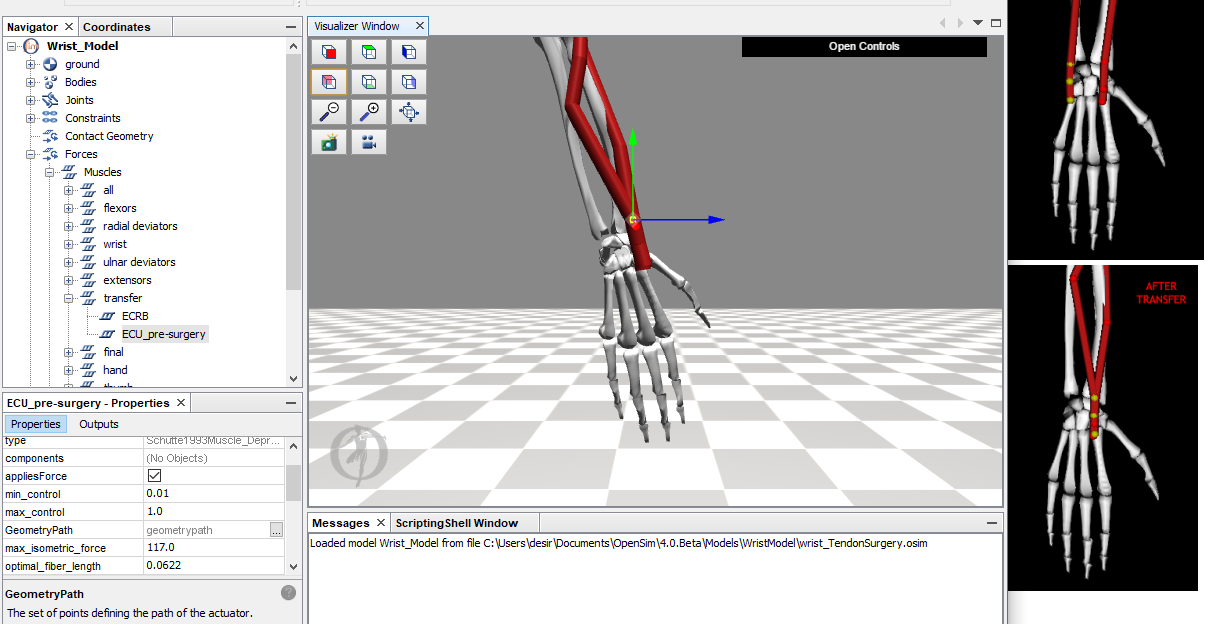 Navigator
Coordinates
Wrist_Model
ground
Bodies
Joints
Constraints
Contact Geometry
Forces
Muscles
all
flexors
radial deviators
wrist
ulnar deviators
extensors
transfer
ECRB
ECU_pre-surgery
final
hand
thumb
ECU_pre-surgery - Properties
Properties
Outputs
type Schutte1993Muscle_Depr...
components (No Objects)
appliesForce
min_control 0.01
max_control 1.0
GeometryPath geometrypath ...
max_isometric_force 117.0
optimal_fiber_length 0.0622
GeometryPath
?
The set of points defining the path of the actuator.
Visualizer Window
Open Controls
Messages
ScriptingShell Window
Loaded model Wrist_Model from file C:\Users\desir\Documents\OpenSim\4.0.Beta\Models\WristModel\wrist_TendonSurgery.osim
AFTER
TRANSFER